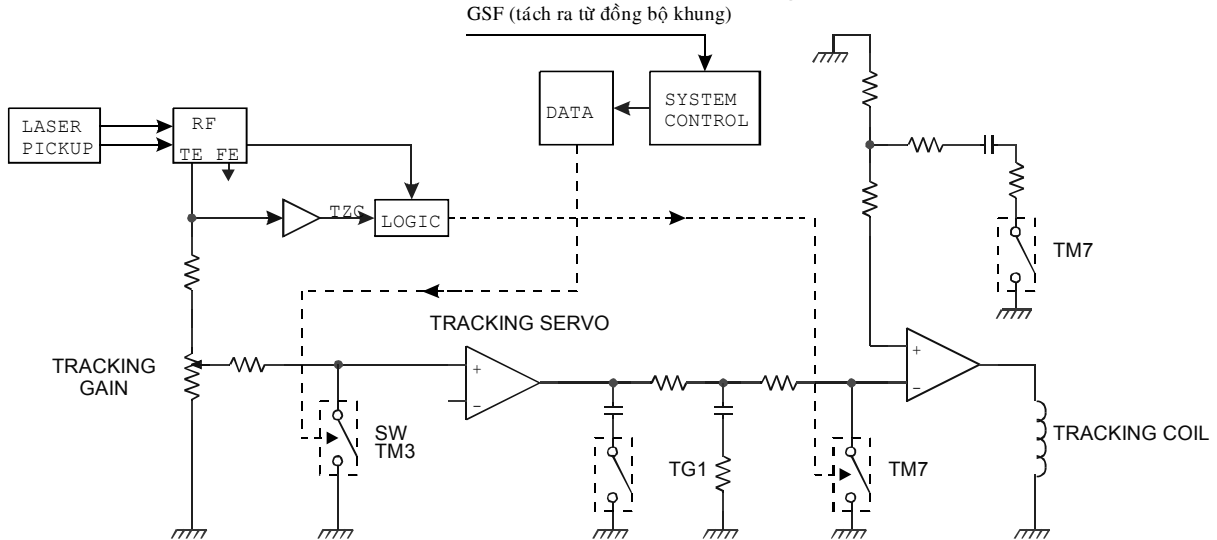 GSF (tách ra từ đồng bộ khung)
LASER
PICKUP
RF
TE FE
DATA
SYSTEM
CONTROL
TZC
LOGIC
TM7
TRACKING SERVO
TRACKING
GAIN
+
−
+
−
SW
TM3
TG1
TM7
TRACKING COIL